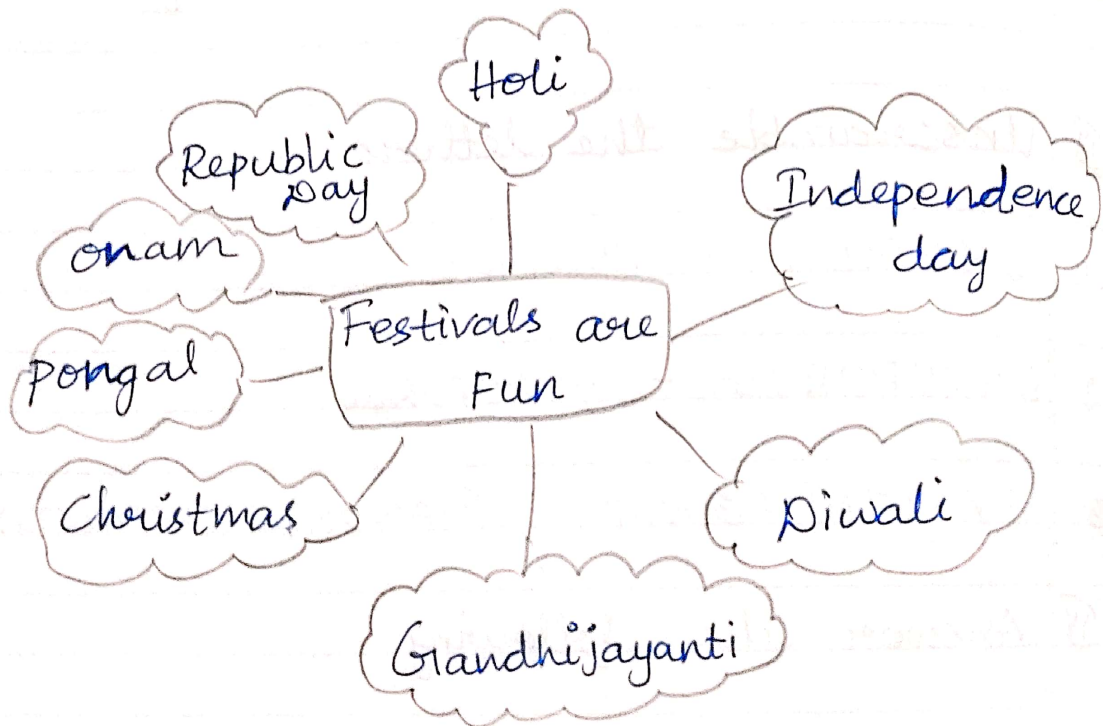 Holi
Republic
Day
Independence
day
onam
Festivals are
Fun
pongal
Christmas
Diwali
Gandhijayanti